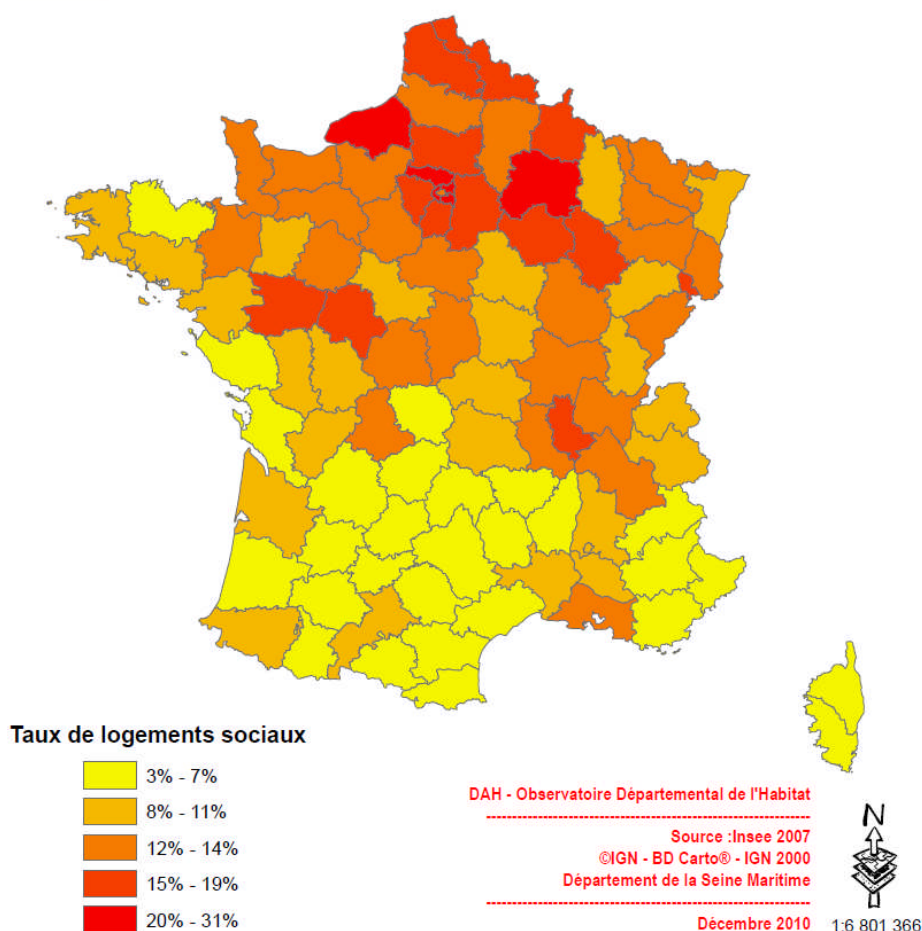 Taux de logements sociaux
3% - 7%
8% - 11%
12% - 14%
15% - 19%
20% - 31%
DAH - Observatoire Départemental de l'Habitat
Source :Insee 2007
©IGN - BD Carto® - IGN 2000
Département de la Seine Maritime
Décembre 2010
N
1:6 801 366